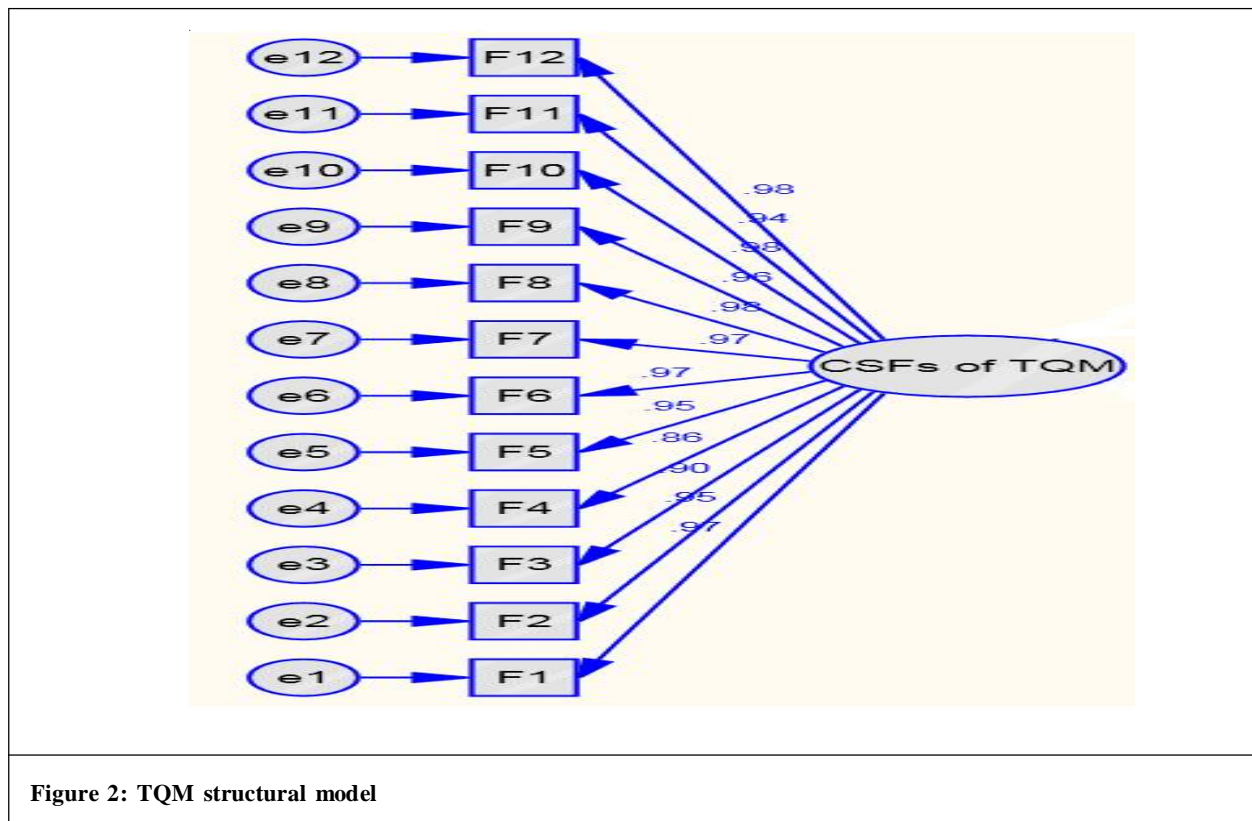 e12 F12
e11 F11
e10 F10
.98
e9 F9
.94
.98
.96
e8 F8
.98
e7 F7
.97
CSFs of TQM
.97
e6 F6
.95
.86
e5 F5
.90
.95
e4 F4
.97
e3 F3
e2 F2
e1 F1
Figure 2: TQM structural model